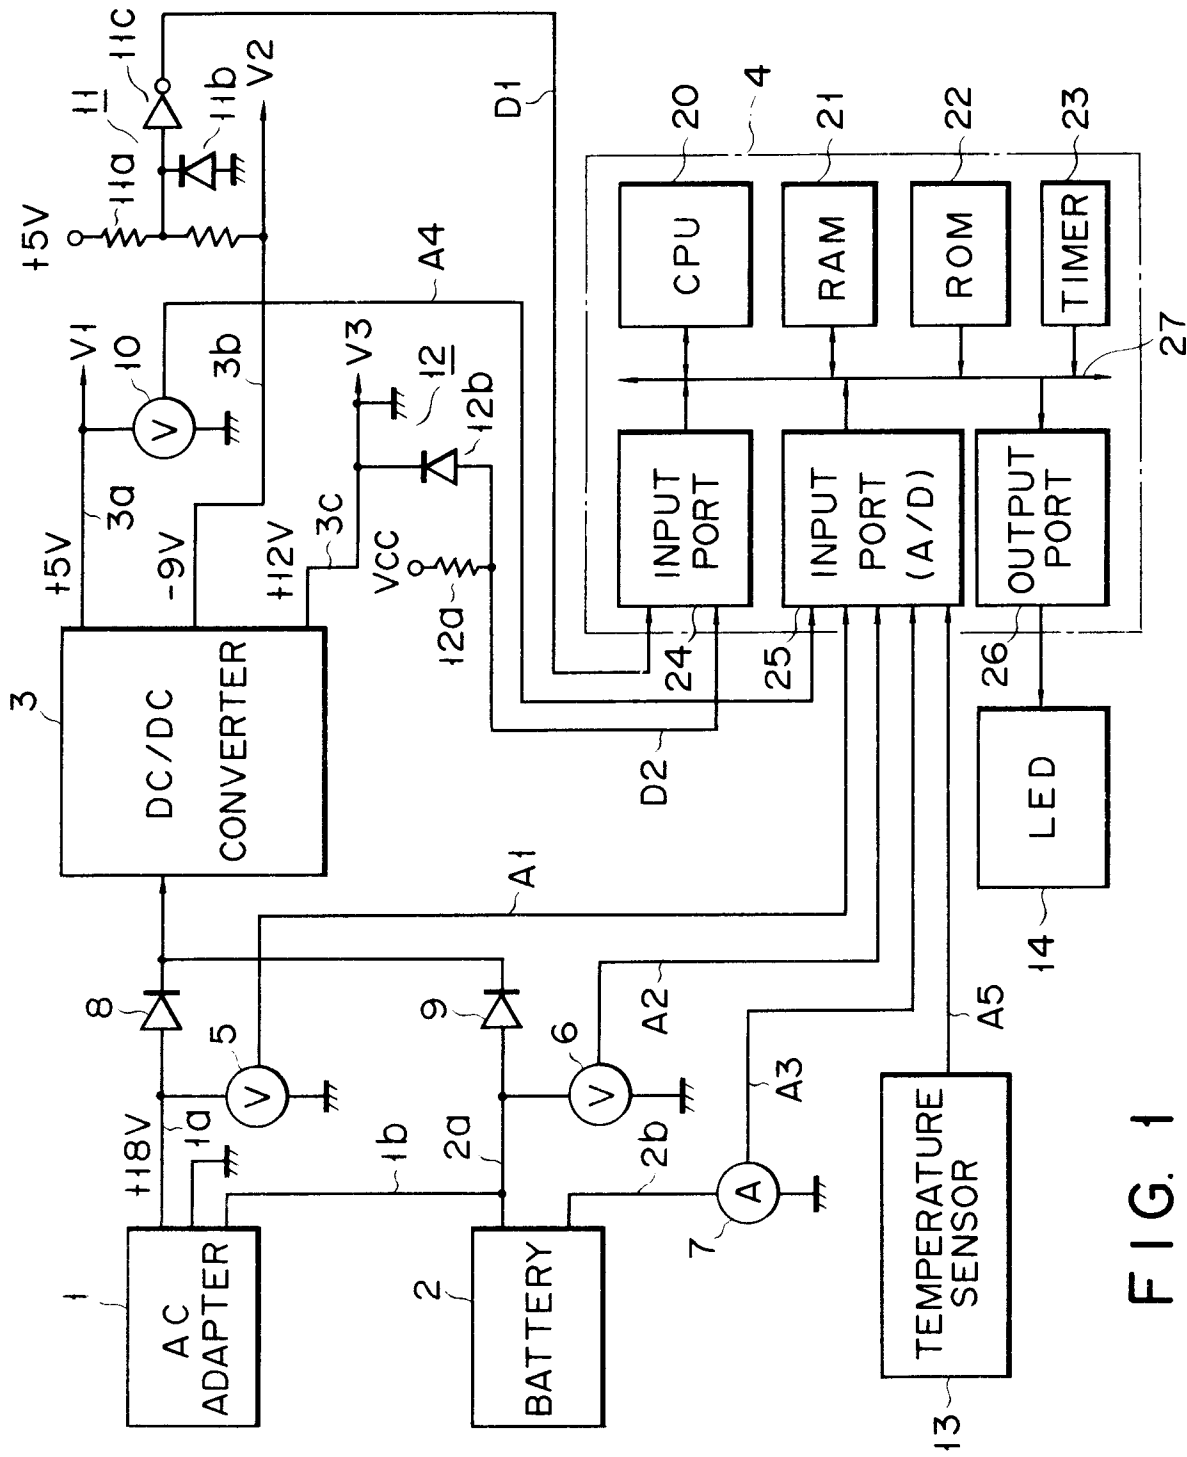 1
AC
ADAPTER
+18V
1a
8
5
V
1b
2
BATTERY
2a
9
6
V
2b
7
A
A1
A2
A3
3
DC/DC
CONVERTER
+5V
3a
V1
10
V
-9V
3b
V2
+12V
3c
V3
+5V
11
11a
11b
11c
12
12a
12b
VCC
A4
D1
D2
4
INPUT
PORT
24
CPU
20
INPUT
PORT
(A/D)
25
RAM
21
ROM
22
OUTPUT
PORT
26
TIMER
23
27
LED
14
TEMPERATURE
SENSOR
13
A5
FIG. 1